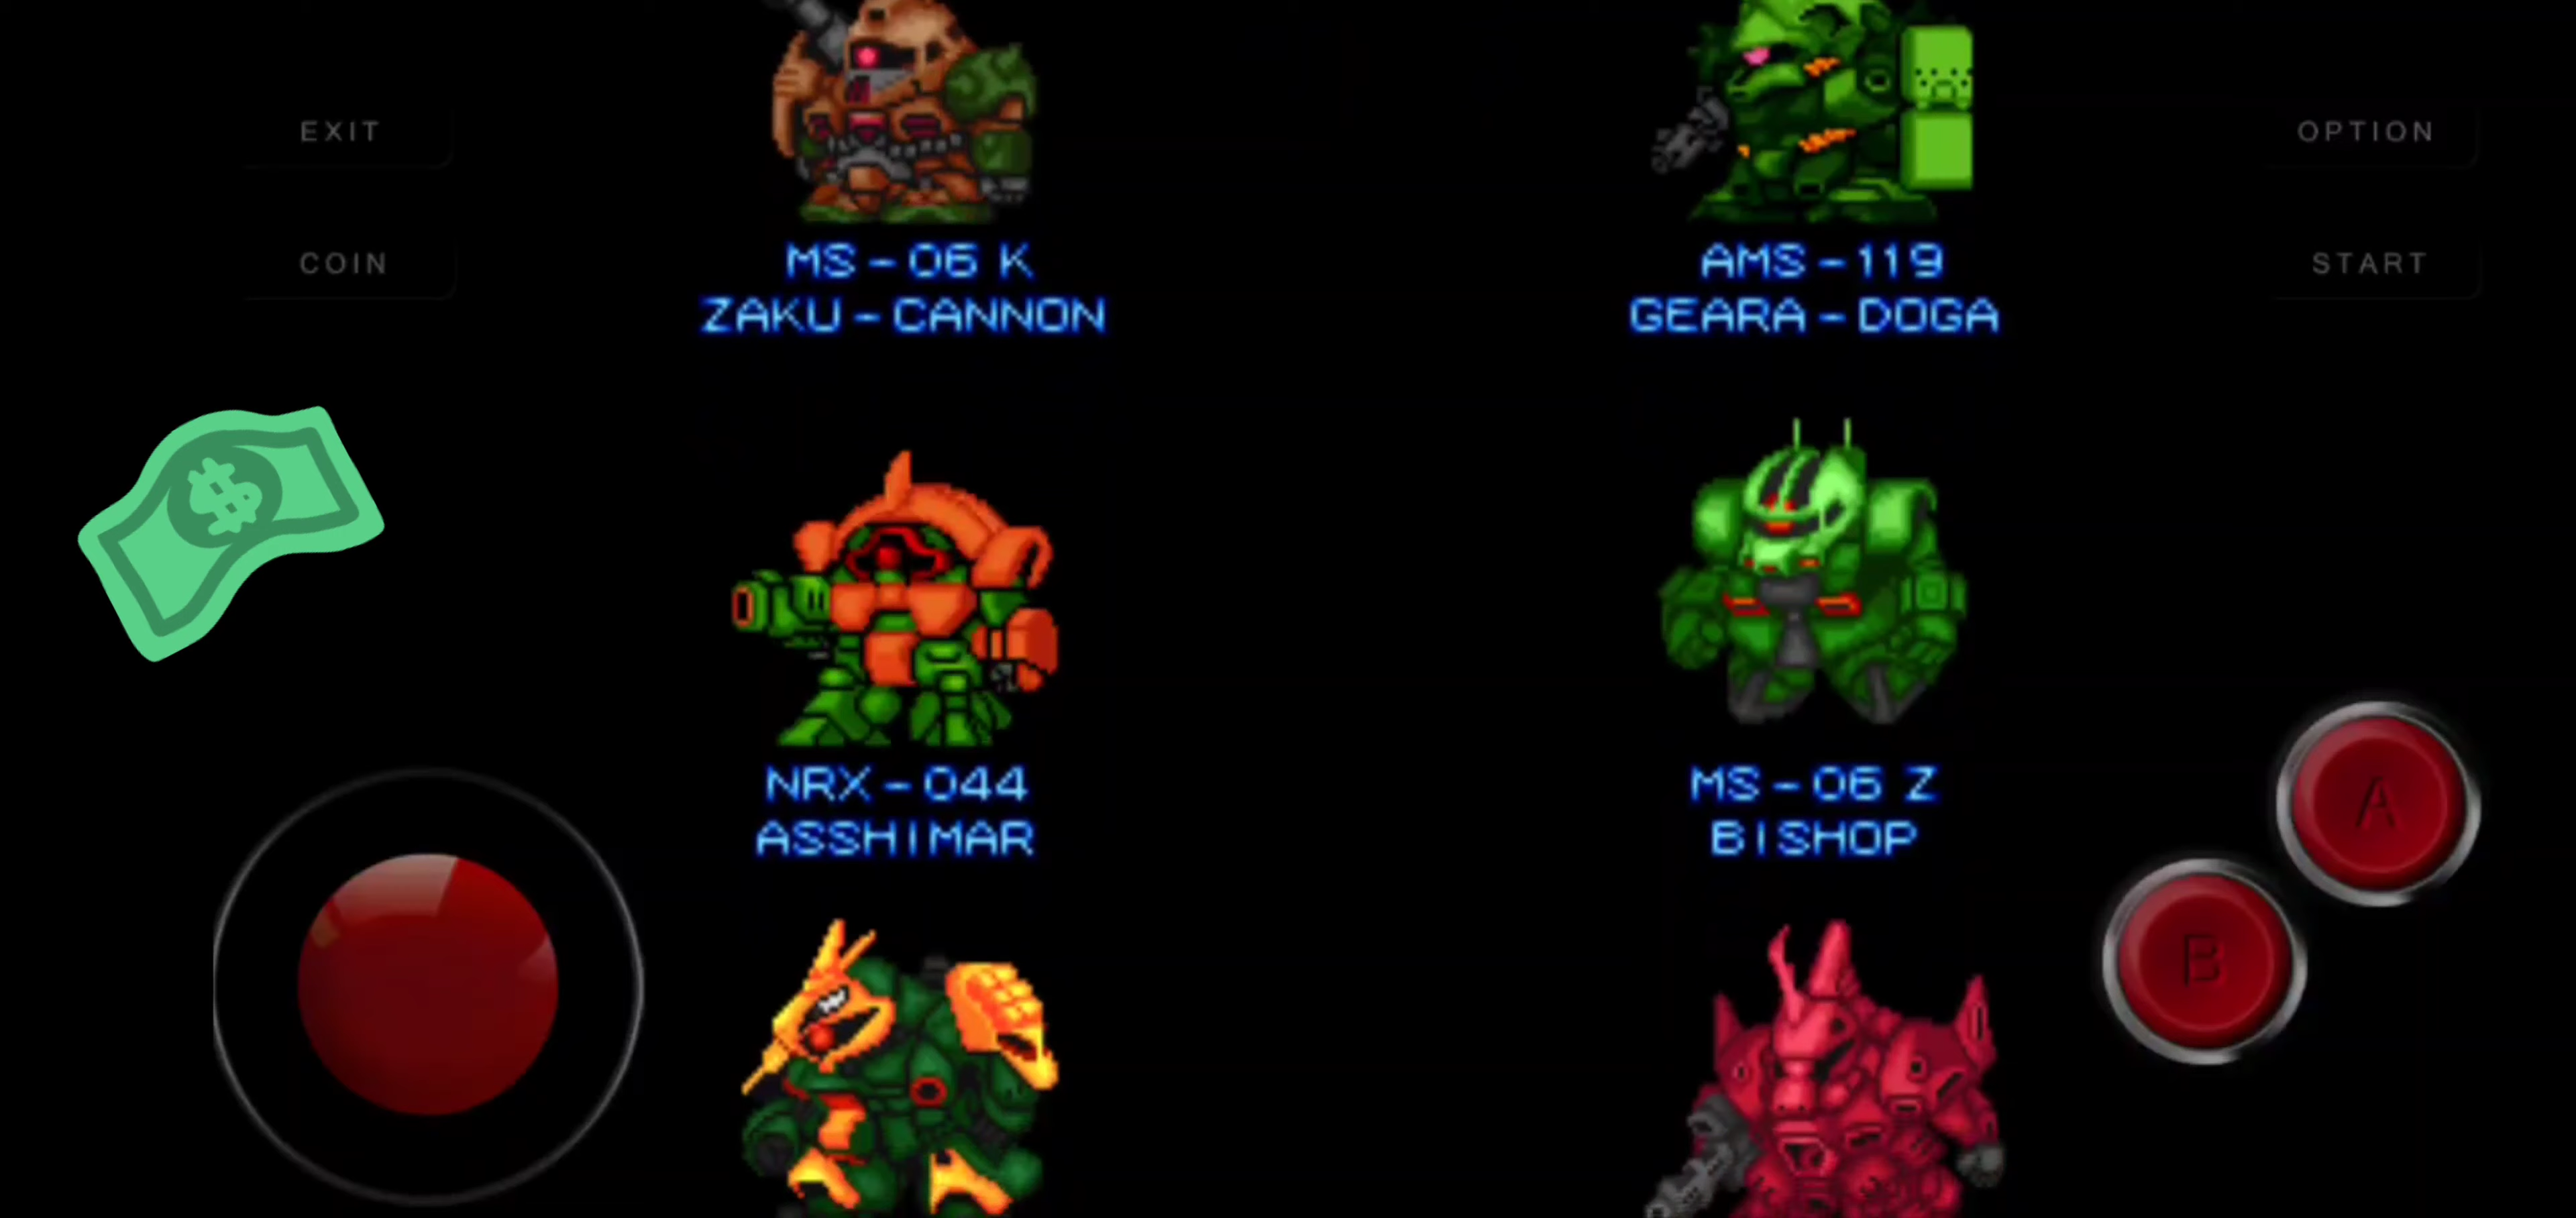 EXIT
OPTION
COIN
START
MS-06 K
ZAKU-CANNON
AMS-119
GEARA-DOGA
NRX-044
ASSHIMAR
MS-06 Z
BISHOP
A
B
$